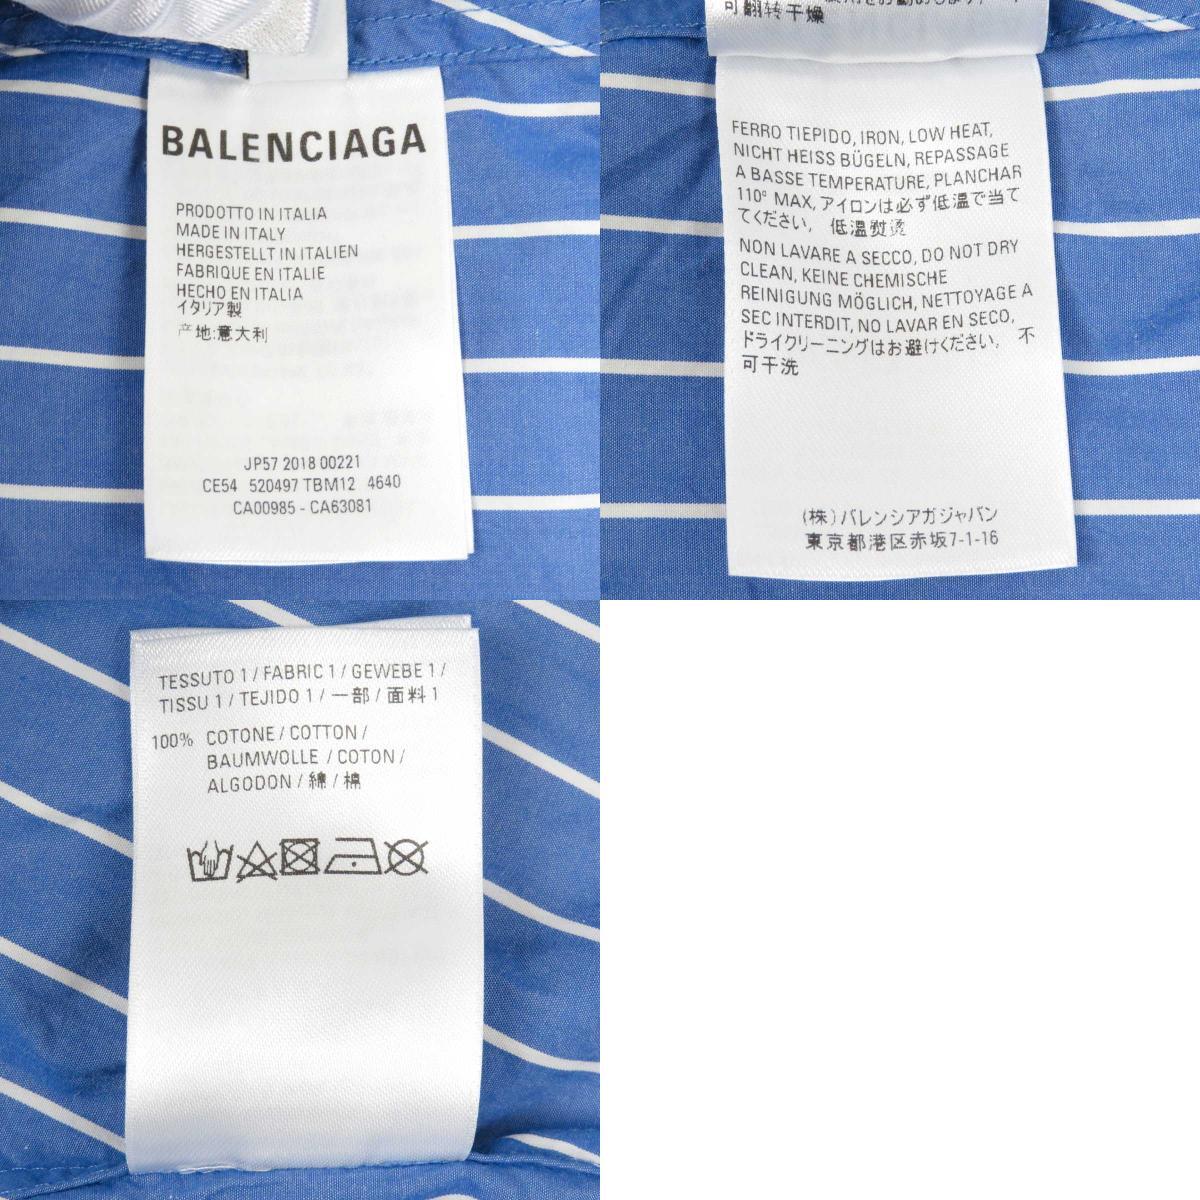 BALENCIAGA
PRODOTTO IN ITALIA
MADE IN ITALY
HERGESTELLT IN ITALIEN
FABRIQUE EN ITALIE
HECHO EN ITALIA
イタリア製
产地:意大利
JP57 2018 00221
CE54 520497 TBM12 4640
CA00985 - CA63081
可翻转干燥
FERRO TIEPIDO, IRON, LOW HEAT,
NICHT HEISS BÜGELN, REPASSAGE
A BASSE TEMPERATURE, PLANCHAR
110° MAX, アイロンは必ず低温で当て
てください, 低温熨烫
NON LAVARE A SECCO, DO NOT DRY
CLEAN, KEINE CHEMISCHE
REINIGUNG MÖGLICH, NETTOYAGE A
SEC INTERDIT, NO LAVAR EN SECO,
ドライクリーニングはお避けください, 不
可干洗
(株)バレンシアガジャパン
東京都港区赤坂7-1-16
TESSUTO 1 / FABRIC 1 / GEWEBE 1 /
TISSU 1 / TEJIDO 1 / 一部 / 面料 1
100% COTONE / COTTON /
BAUMWOLLE / COTON /
ALGODON / 綿 / 棉